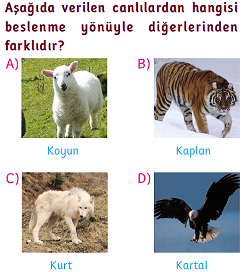 Aşağıda verilen canlılardan hangisi
beslenme yönüyle diğerlerinden
farklıdır?
A)
B)
Koyun
Kaplan
C)
D)
Kurt
Kartal